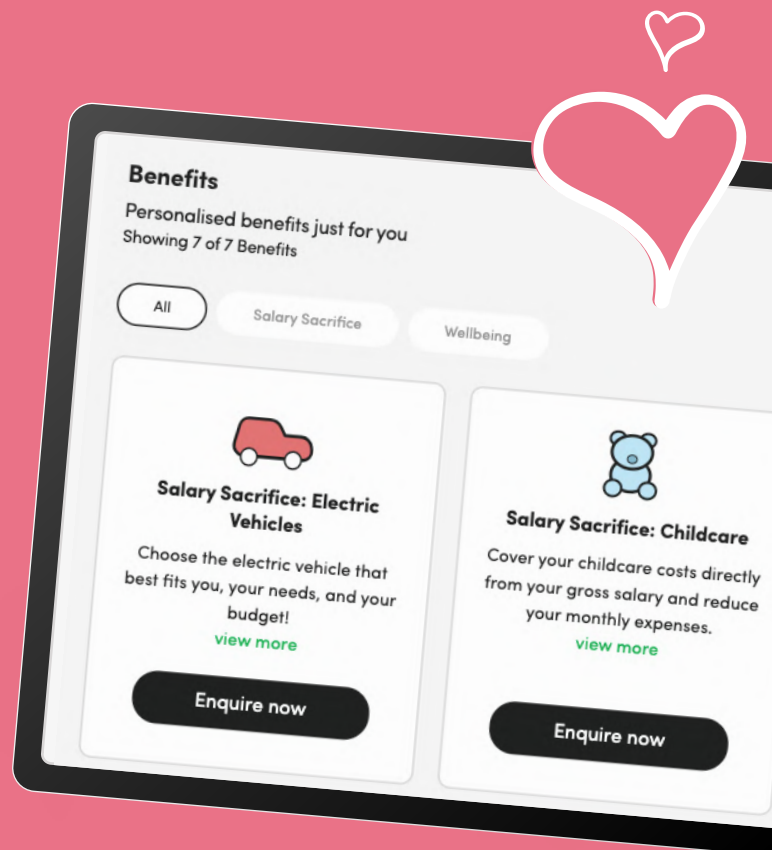 Benefits
Personalised benefits just for you
Showing 7 of 7 Benefits
All
Salary Sacrifice
Wellbeing
Salary Sacrifice: Electric
Vehicles
Choose the electric vehicle that
best fits you, your needs, and your
budget!
view more
Enquire now
Salary Sacrifice: Childcare
Cover your childcare costs directly
from your gross salary and reduce
your monthly expenses.
view more
Enquire now